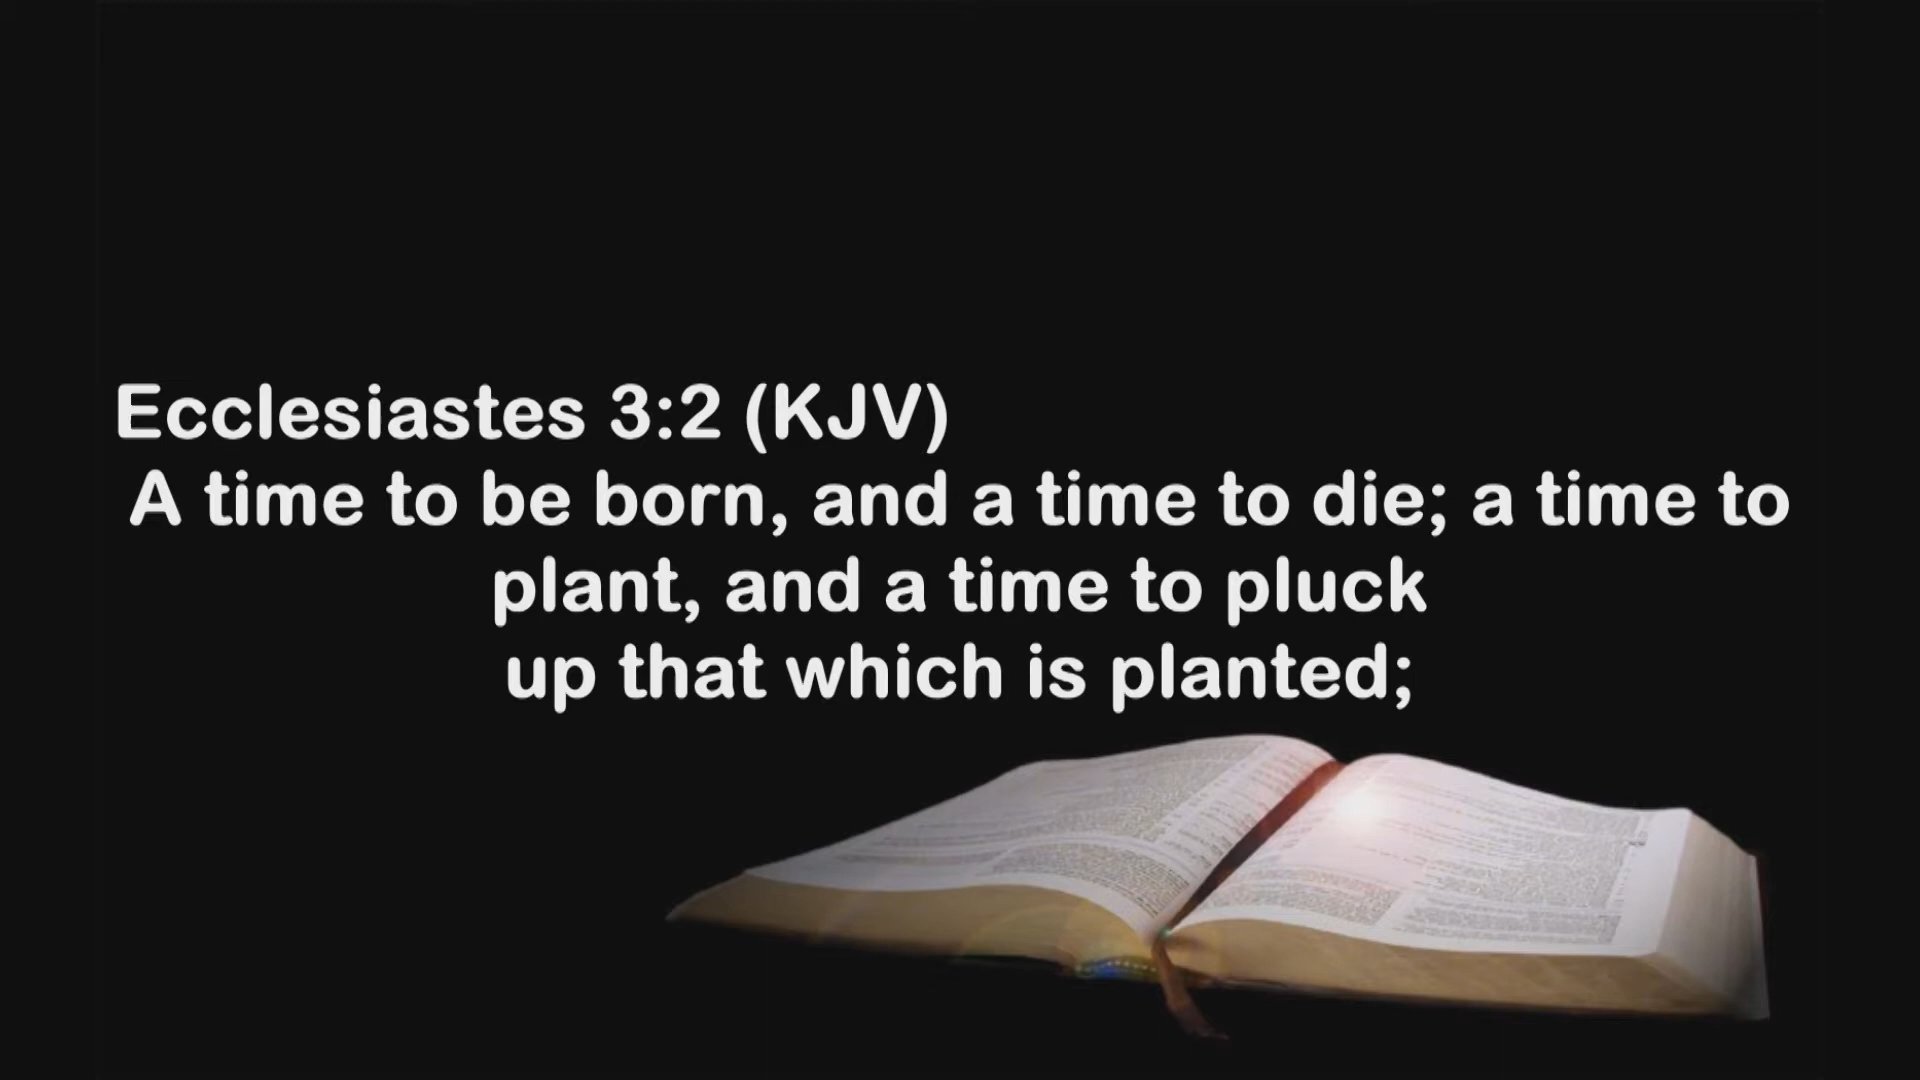 Ecclesiastes 3:2 (KJV)
A time to be born, and a time to die; a time to
plant, and a time to pluck
up that which is planted;